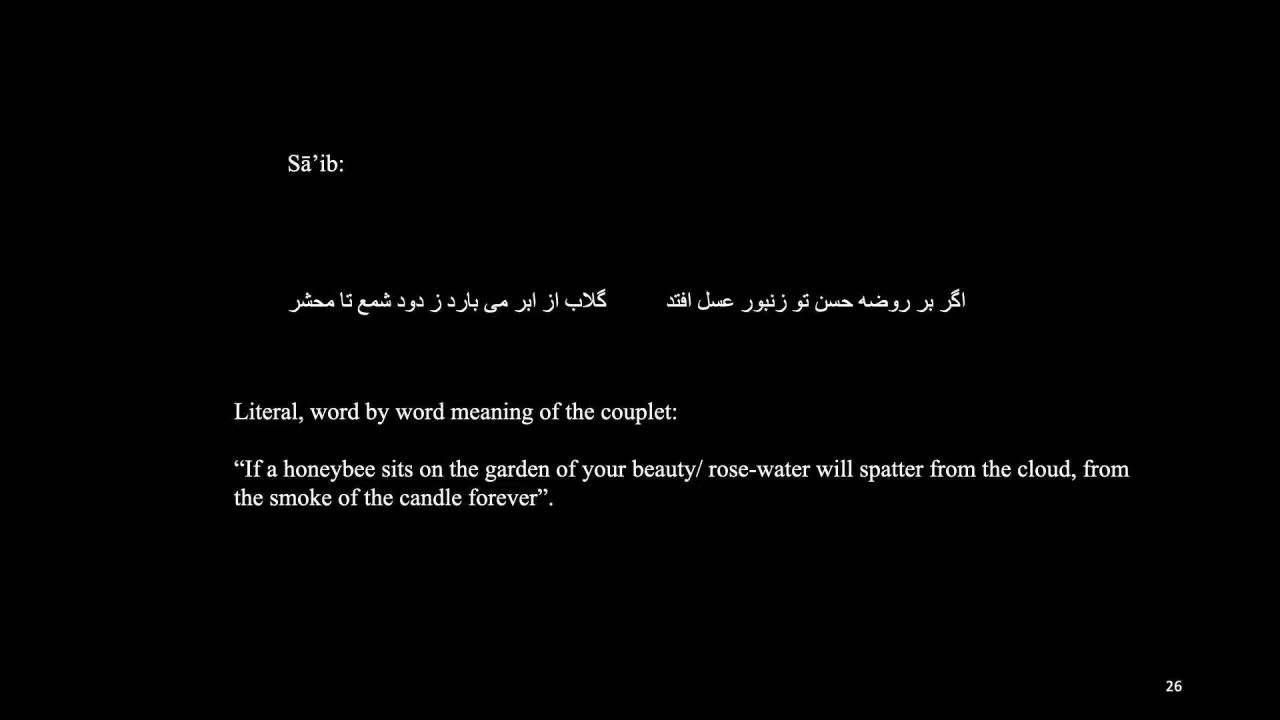 Sā’ib:
اگر بر روضه حسن تو زنبور عسل افتد گلاب از ابر می بارد ز دود شمع تا محشر
Literal, word by word meaning of the couplet:
“If a honeybee sits on the garden of your beauty/ rose-water will spatter from the cloud, from
the smoke of the candle forever”.
26